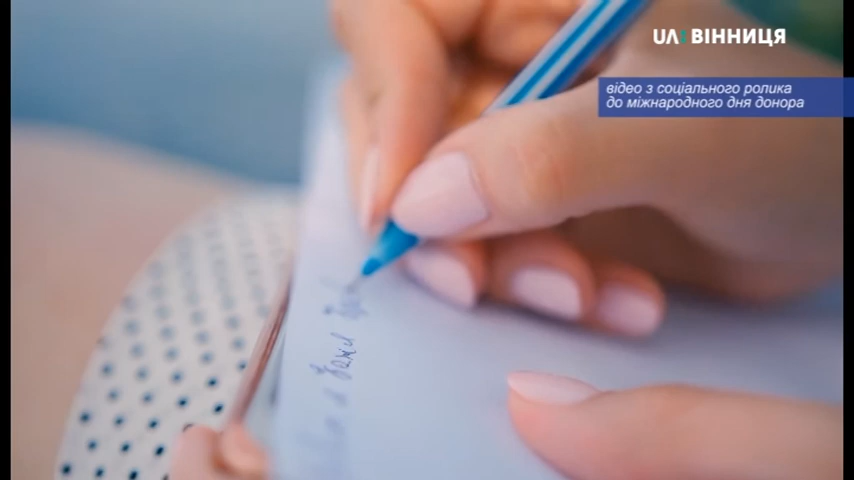 UA: ВІННИЦЯ
відео з соціального ролика
до міжнародного дня донора